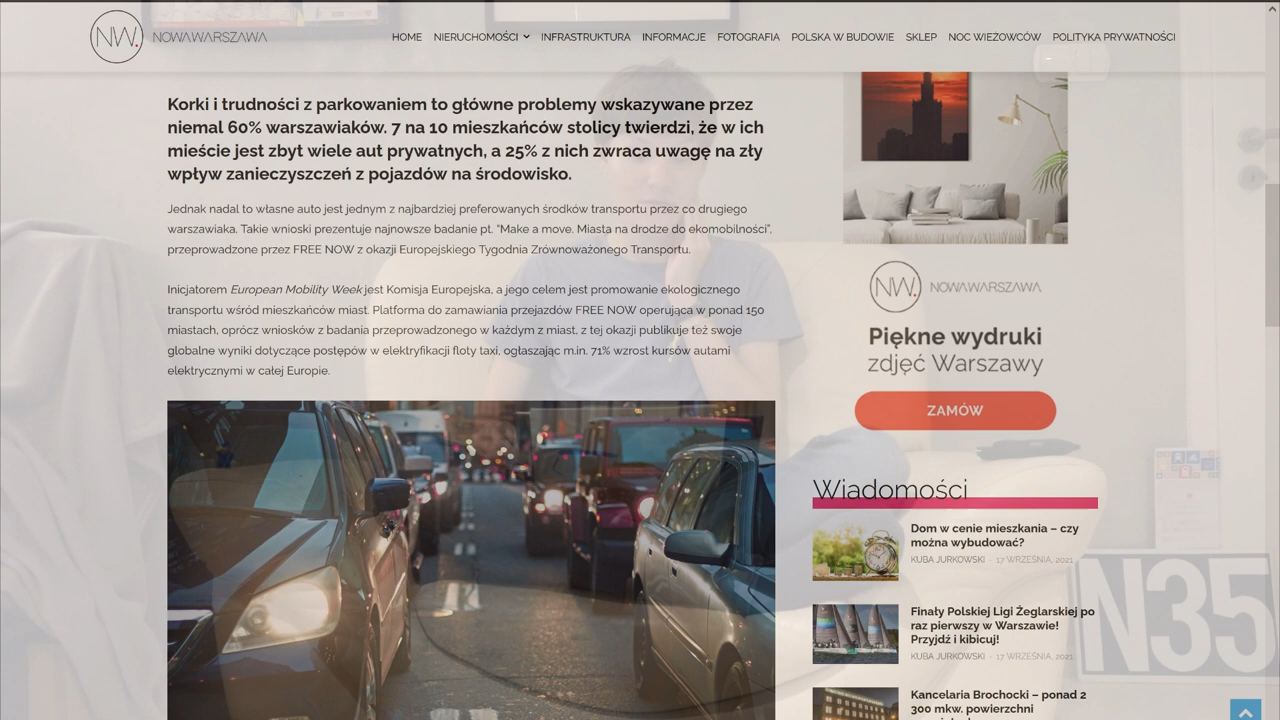 NW.
NOWAWARSZAWA
HOME NIERUCHOMOŚCI INFRASTRUKTURA INFORMACJE FOTOGRAFIA POLSKA W BUDOWIE SKLEP NOC WIEŻOWCÓW POLITYKA PRYWATNOŚCI
Korki i trudności z parkowaniem to główne problemy wskazywane przez
niemal 60% warszawiaków. 7 na 10 mieszkańców stolicy twierdzi, że w ich
mieście jest zbyt wiele aut prywatnych, a 25% z nich zwraca uwagę na zły
wpływ zanieczyszczeń z pojazdów na środowisko.
Jednak nadal to własne auto jest jednym z najbardziej preferowanych środków transportu przez co drugiego
warszawiaka. Takie wnioski prezentuje najnowsze badanie pt. "Make a move. Miasta na drodze do ekomobilności",
przeprowadzone przez FREE NOW z okazji Europejskiego Tygodnia Zrównoważonego Transportu.
Inicjatorem European Mobility Week jest Komisja Europejska, a jego celem jest promowanie ekologicznego
transportu wśród mieszkańców miast. Platforma do zamawiania przejazdów FREE NOW operująca w ponad 150
miastach, oprócz wniosków z badania przeprowadzonego w każdym z miast, z tej okazji publikuje też swoje
globalne wyniki dotyczące postępów w elektryfikacji floty taxi, ogłaszając m.in. 71% wzrost kursów autami
elektrycznymi w całej Europie.
NW.
NOWAWARSZAWA
Piękne wydruki
zdjęć Warszawy
ZAMÓW
Wiadomości
Dom w cenie mieszkania – czy
można wybudować?
KUBA JURKOWSKI - 17 WRZEŚNIA, 2021
Finały Polskiej Ligi Żeglarskiej po
raz pierwszy w Warszawie!
Przyjdź i kibicuj!
KUBA JURKOWSKI - 17 WRZEŚNIA, 2021
Kancelaria Brochocki – ponad 2
300 mkw. powierzchni
N35